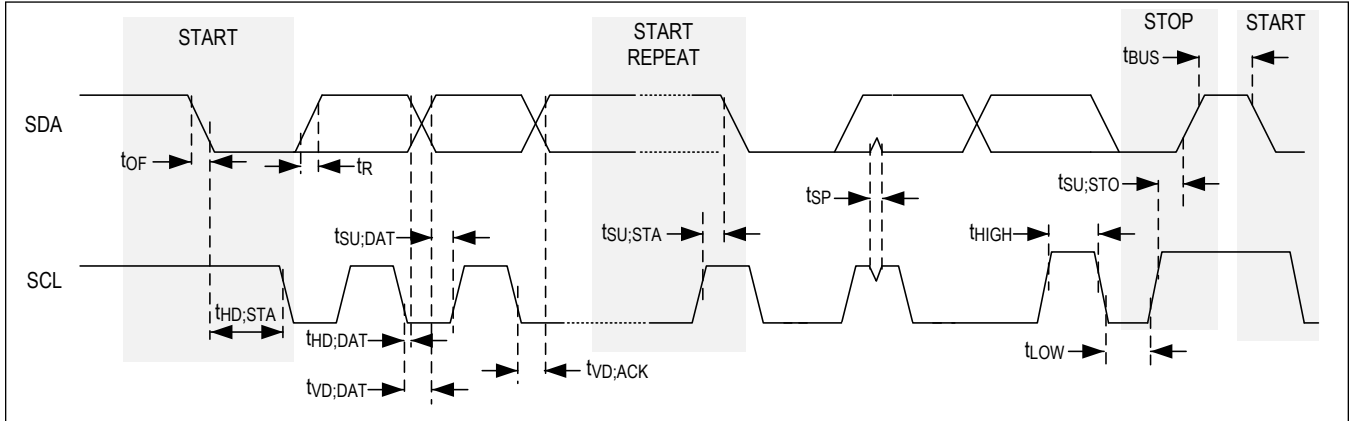 START
START
REPEAT
STOP
START
tBUS
SDA
tOF
tR
tSU;STO
tSP
tSU;DAT
tSU;STA
tHIGH
SCL
tHD;STA
tHD;DAT
tLOW
tVD;ACK
tVD;DAT